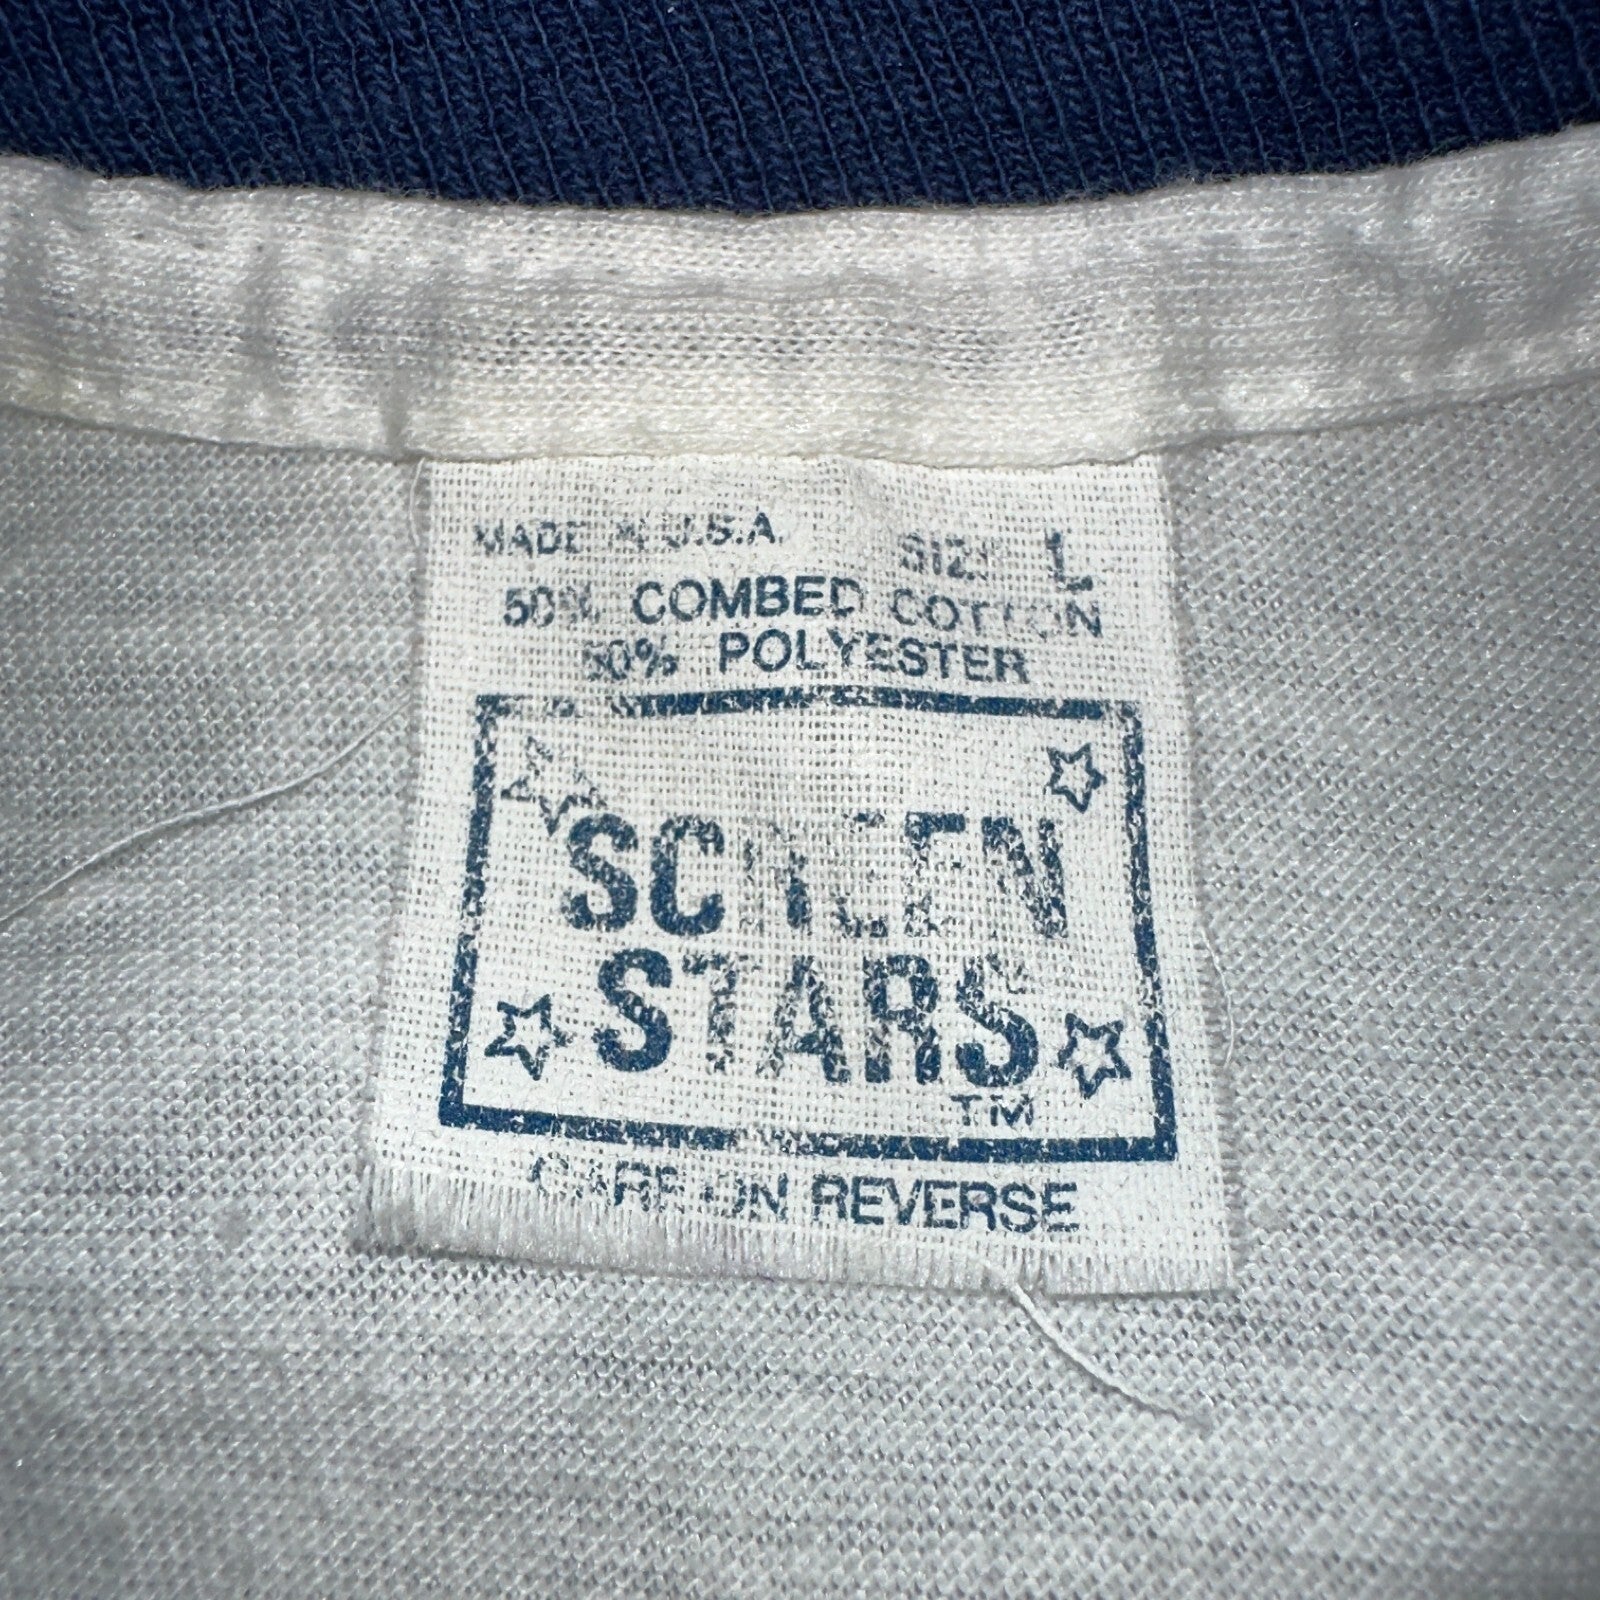 MADE IN U.S.A. SIZE L
50% COMBED COTTON
50% POLYESTER
SCREEN
STARS
TM
CARE ON REVERSE